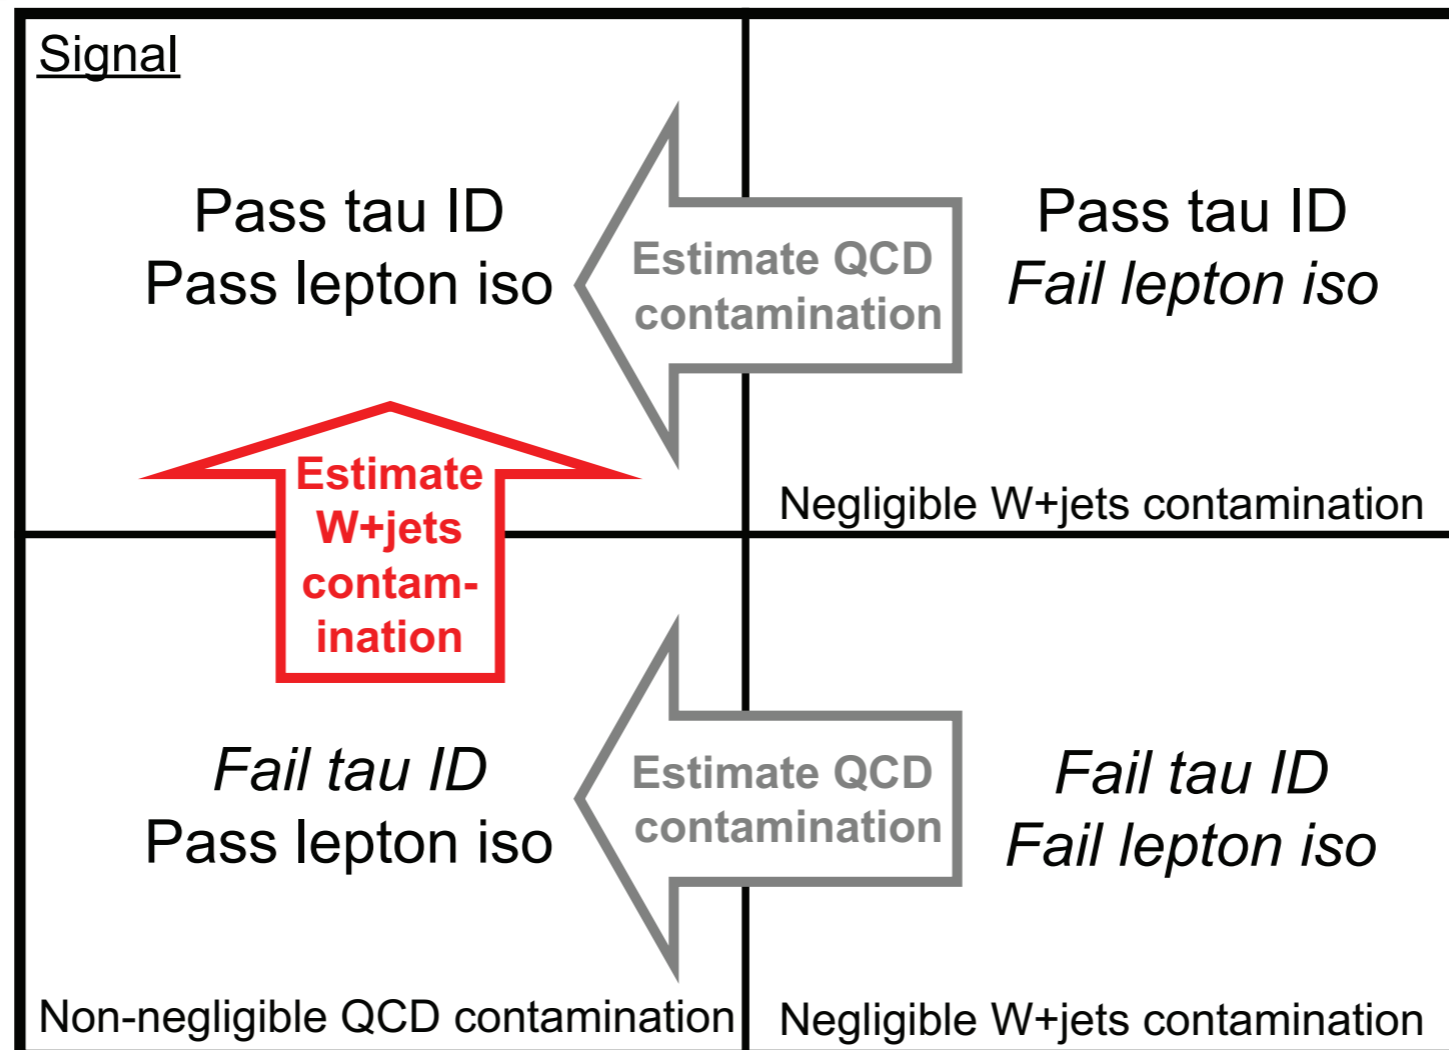 Signal
Pass tau ID
Pass lepton iso
Estimate QCD
contamination
Pass tau ID
Fail lepton iso
Negligible W+jets contamination
Estimate
W+jets
contam-
ination
Fail tau ID
Pass lepton iso
Non-negligible QCD contamination
Estimate QCD
contamination
Fail tau ID
Fail lepton iso
Negligible W+jets contamination